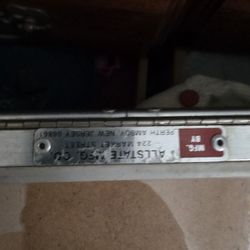 MFG.
BY
ALLSTATE MFG. CO
224 MARKET STREET
PERTH AMBOY NEW JERSEY 08861